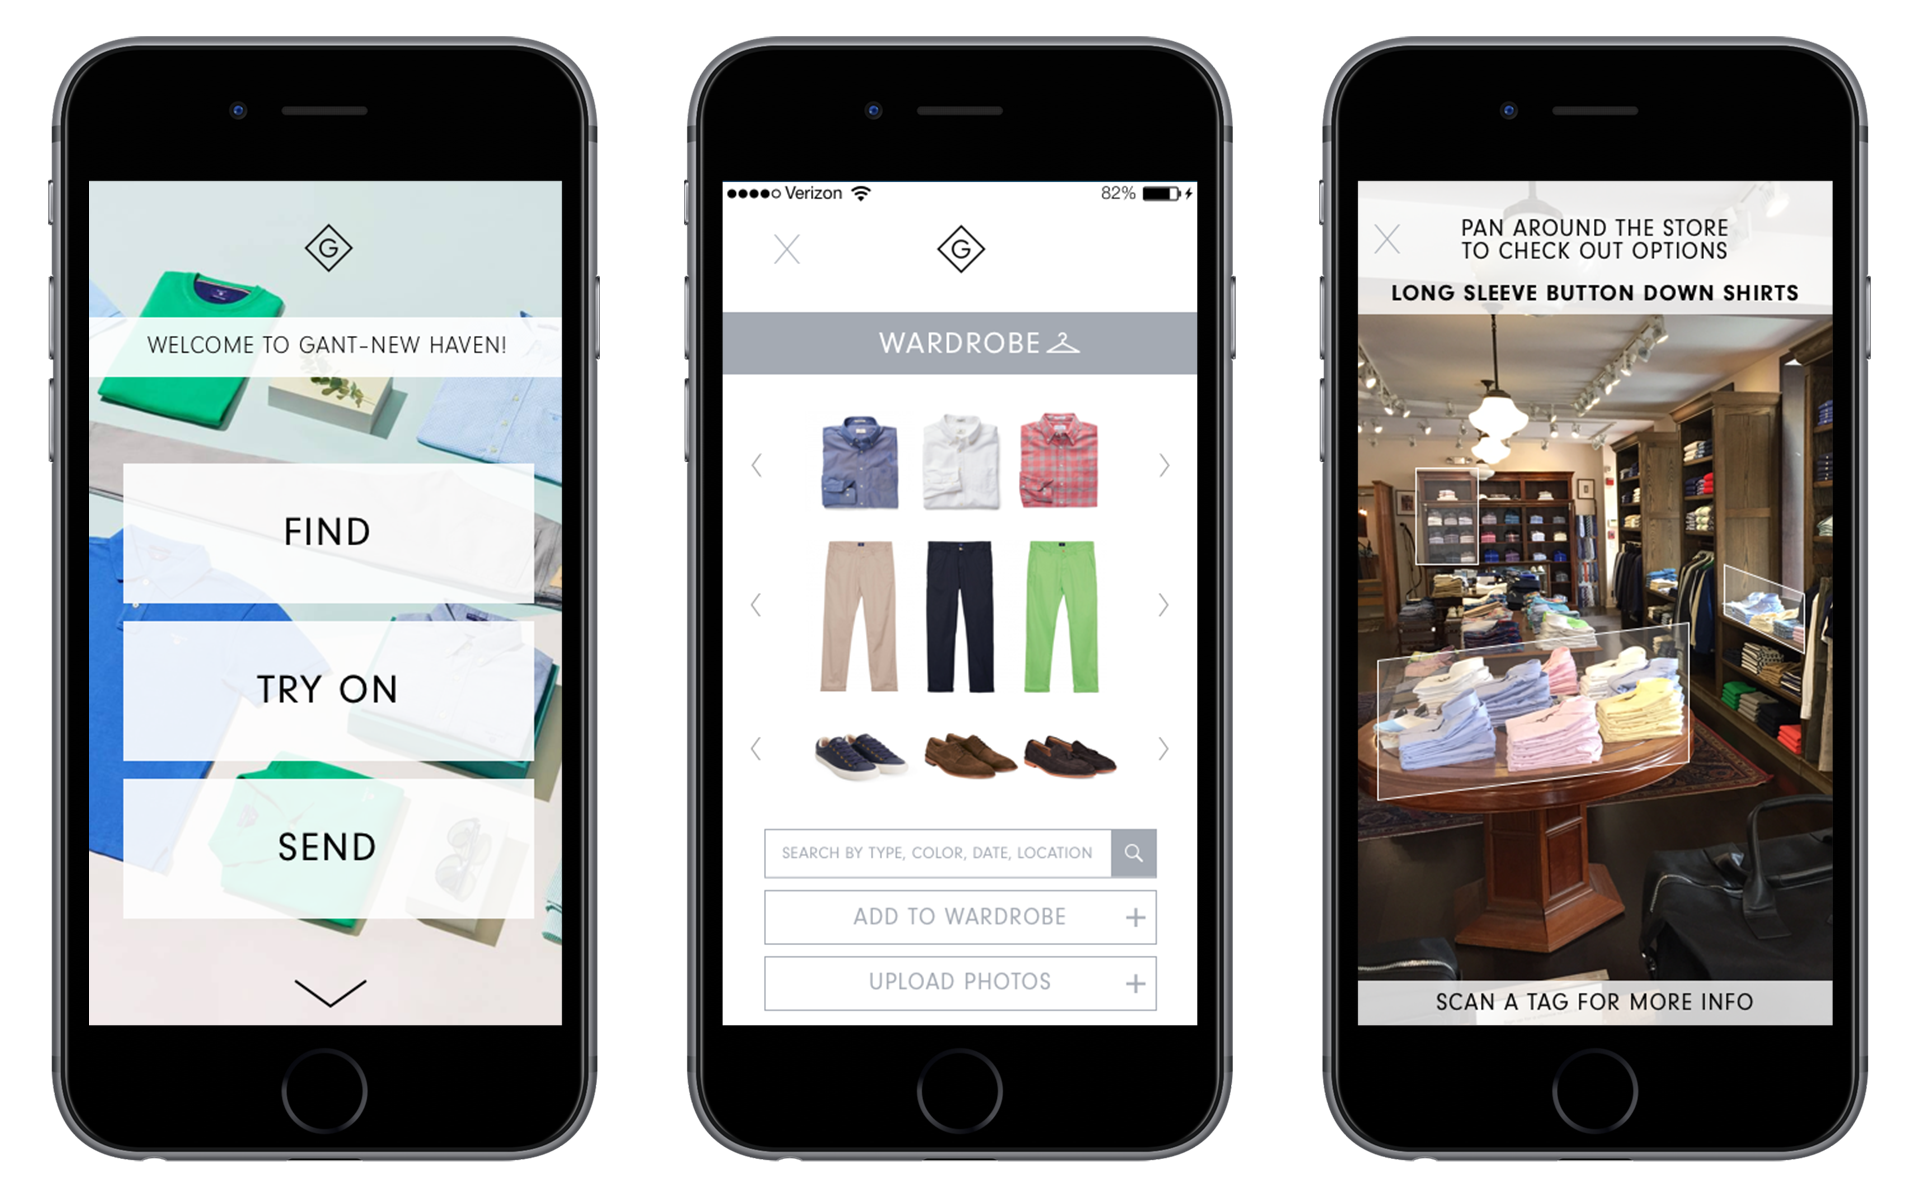 G
WELCOME TO GANT-NEW HAVEN!
FIND
TRY ON
SEND
Verizon
82%
G
WARDROBE
SEARCH BY TYPE, COLOR, DATE, LOCATION
ADD TO WARDROBE +
UPLOAD PHOTOS +
PAN AROUND THE STORE
TO CHECK OUT OPTIONS
LONG SLEEVE BUTTON DOWN SHIRTS
SCAN A TAG FOR MORE INFO